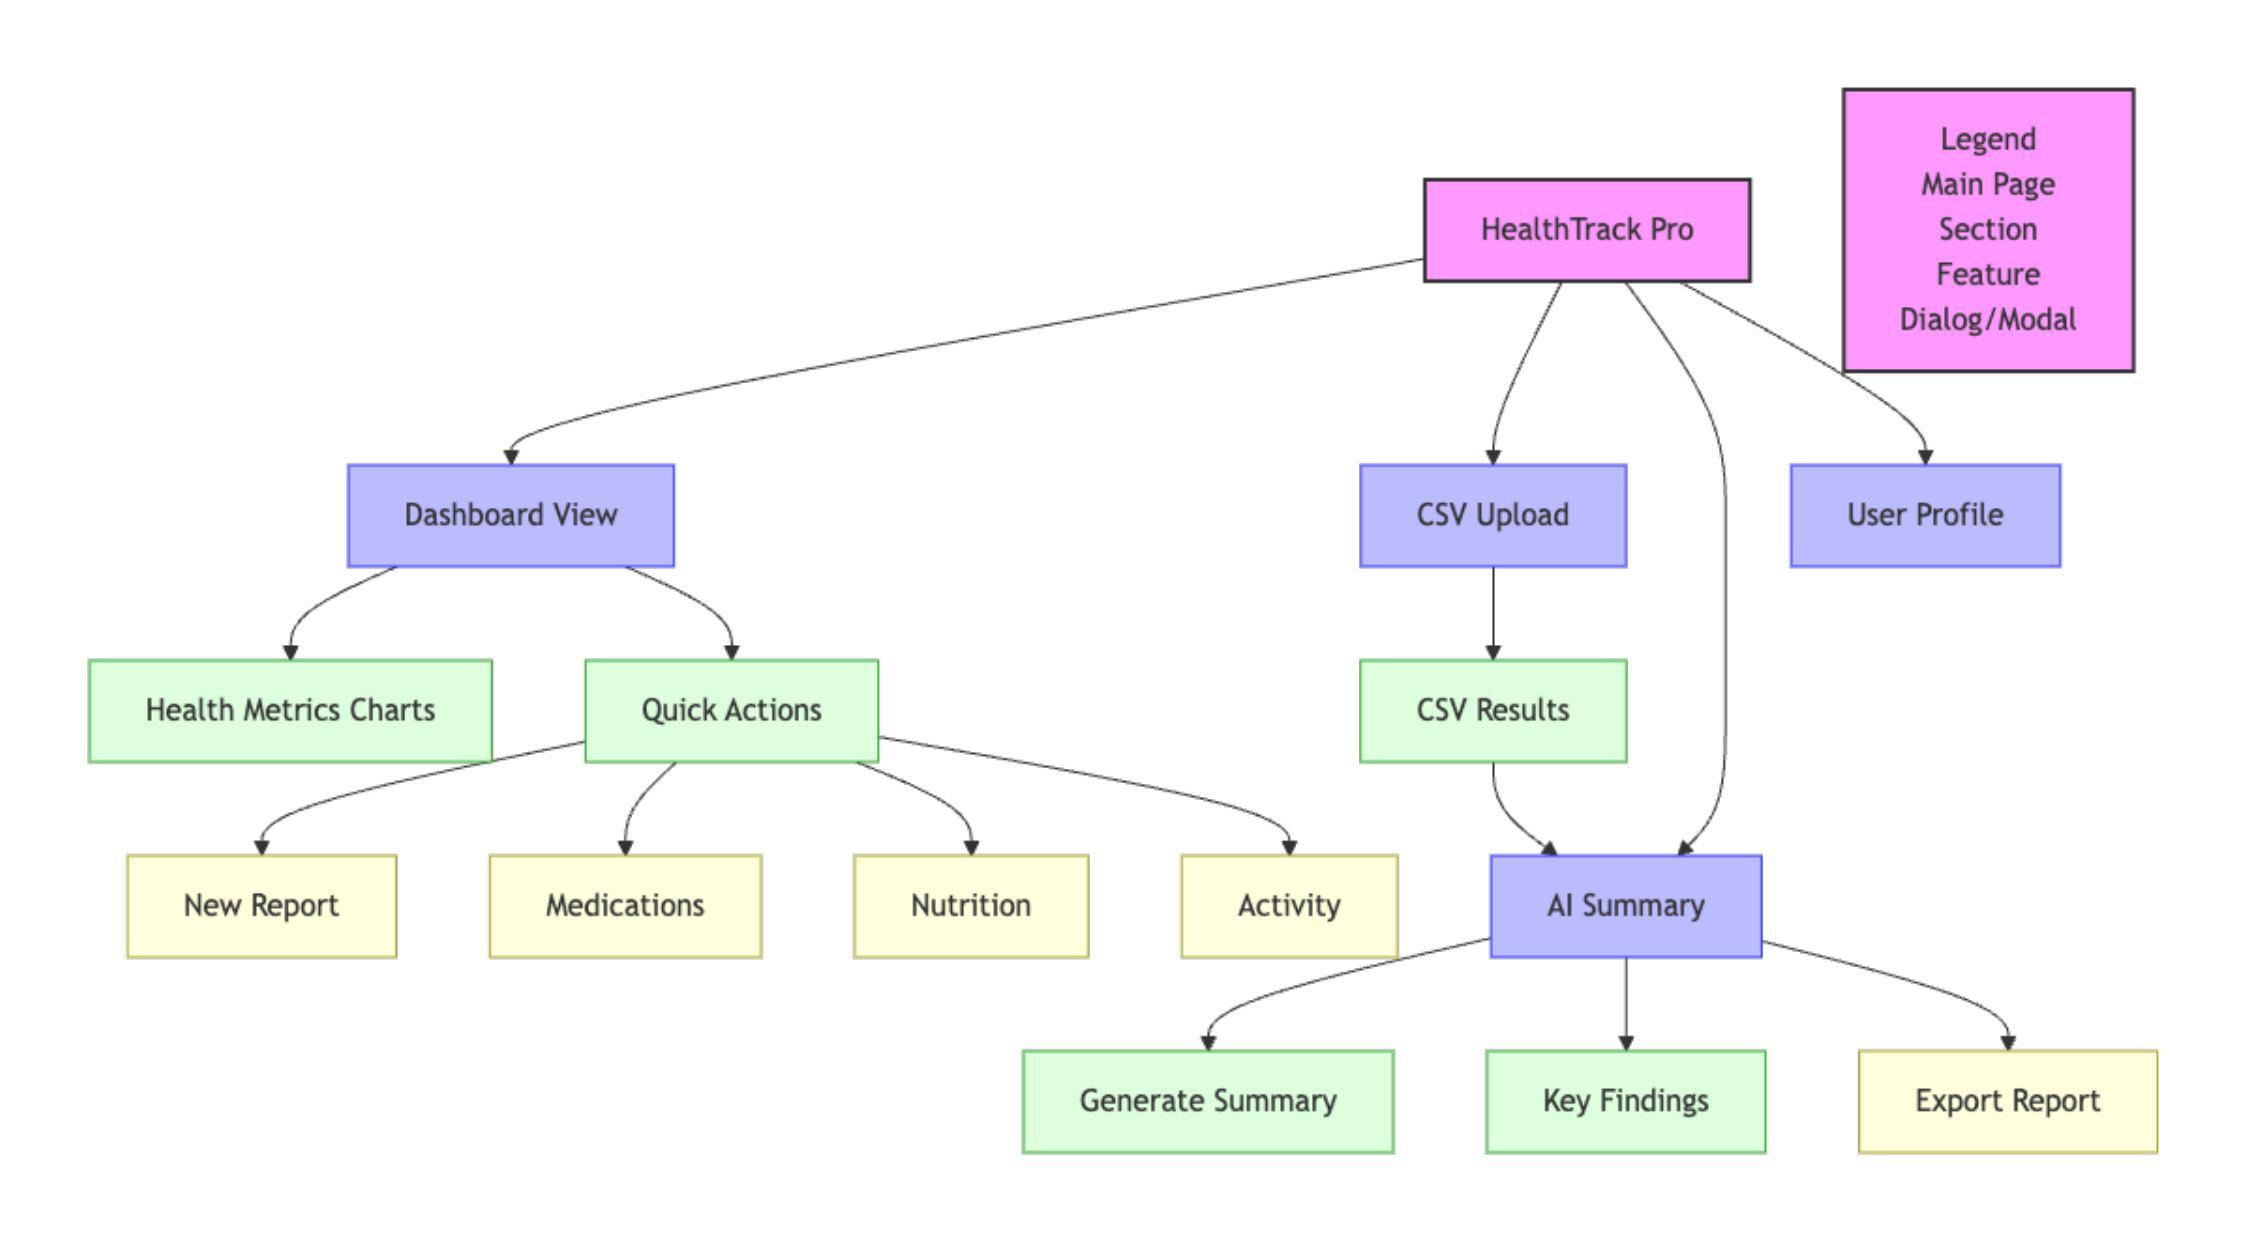 Legend
Main Page
Section
Feature
Dialog/Modal
HealthTrack Pro
Dashboard View
CSV Upload
User Profile
Health Metrics Charts
Quick Actions
CSV Results
New Report
Medications
Nutrition
Activity
AI Summary
Generate Summary
Key Findings
Export Report